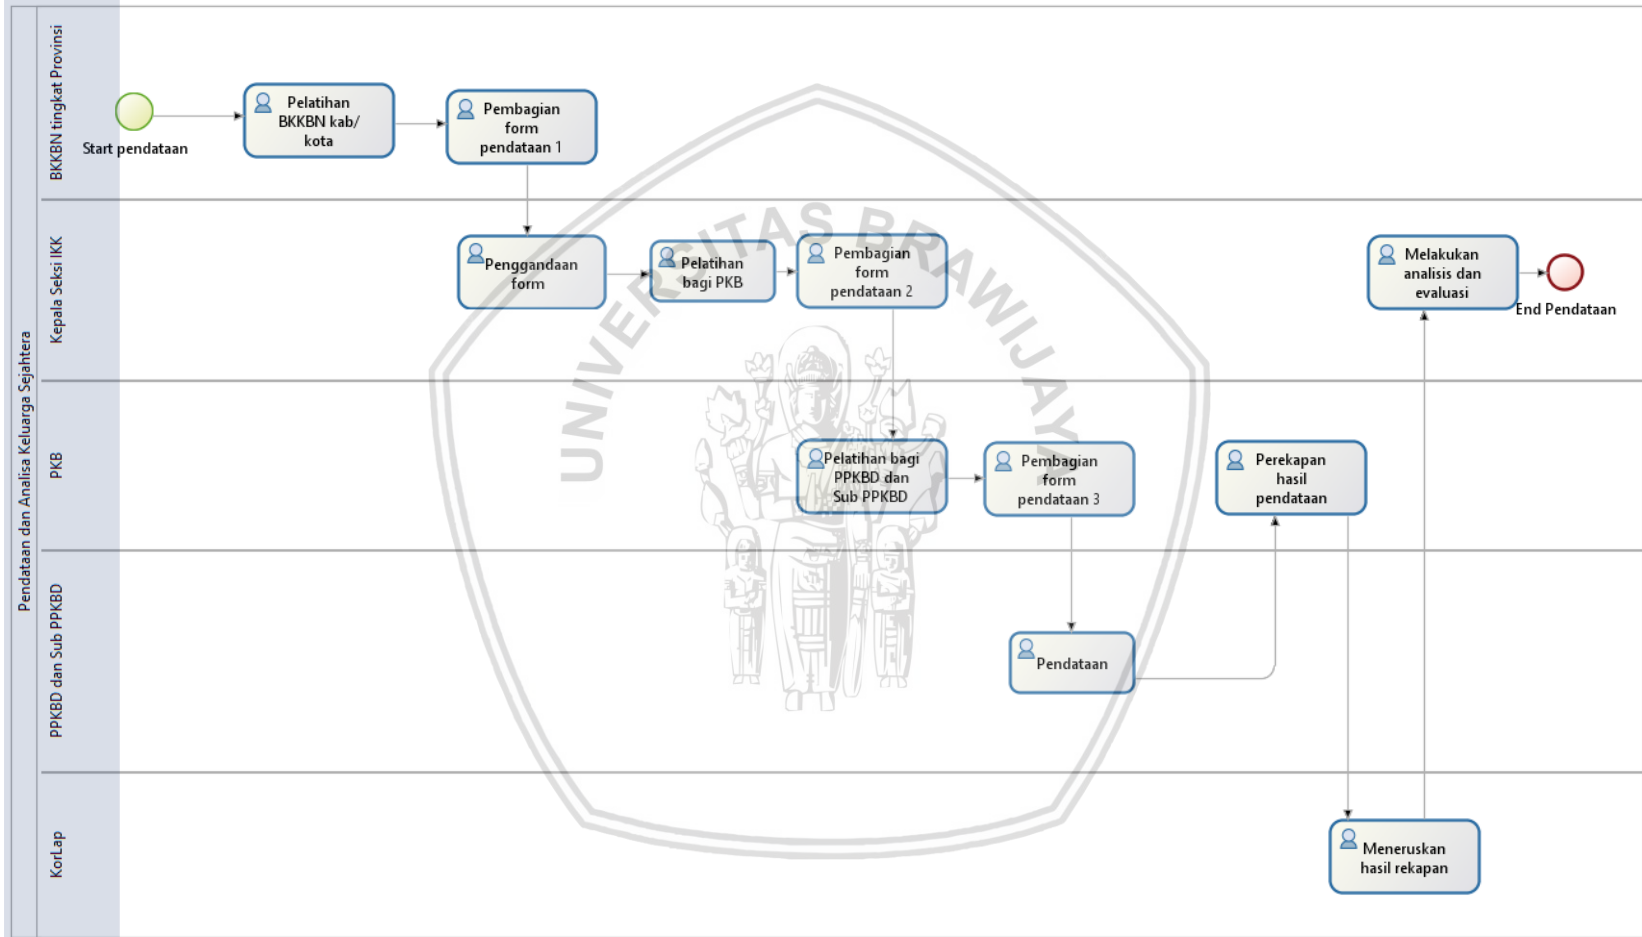 Pendataan dan Analisa Keluarga Sejahtera
BKKBN tingkat Provinsi
Start pendataan
Pelatihan
BKKBN kab/
kota
Pembagian
form
pendataan 1
Kepala Seksi IKK
Penggandaan
form
Pelatihan
bagi PKB
Pembagian
form
pendataan 2
Melakukan
analisis dan
evaluasi
End Pendataan
UNIVERSITAS BRAWIJAYA
PKB
Pelatihan bagi
PPKBD dan
Sub PPKBD
Pembagian
form
pendataan 3
Perekapan
hasil
pendataan
PPKBD dan Sub PPKBD
Pendataan
KorLap
Meneruskan
hasil rekapan